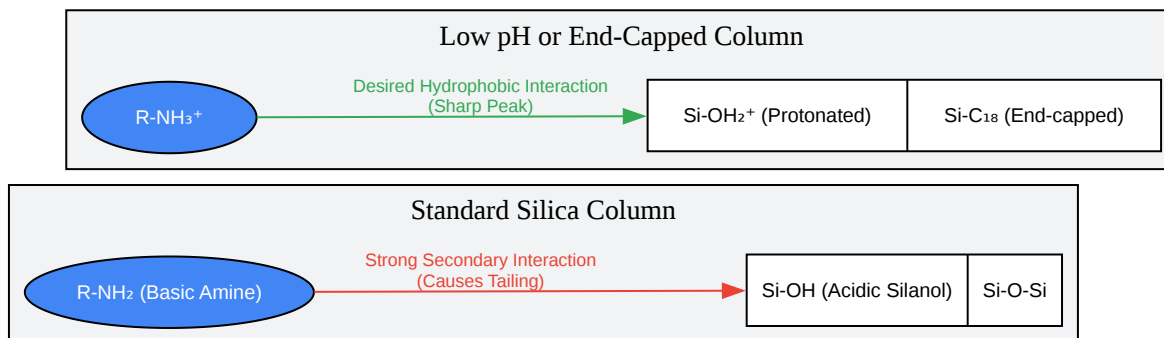 Low pH or End-Capped Column
Desired Hydrophobic Interaction
(Sharp Peak)
R-NH₃⁺
Si-OH₂⁺ (Protonated)
Si-C₁₈ (End-capped)
Standard Silica Column
Strong Secondary Interaction
(Causes Tailing)
R-NH₂ (Basic Amine)
Si-OH (Acidic Silanol)
Si-O-Si